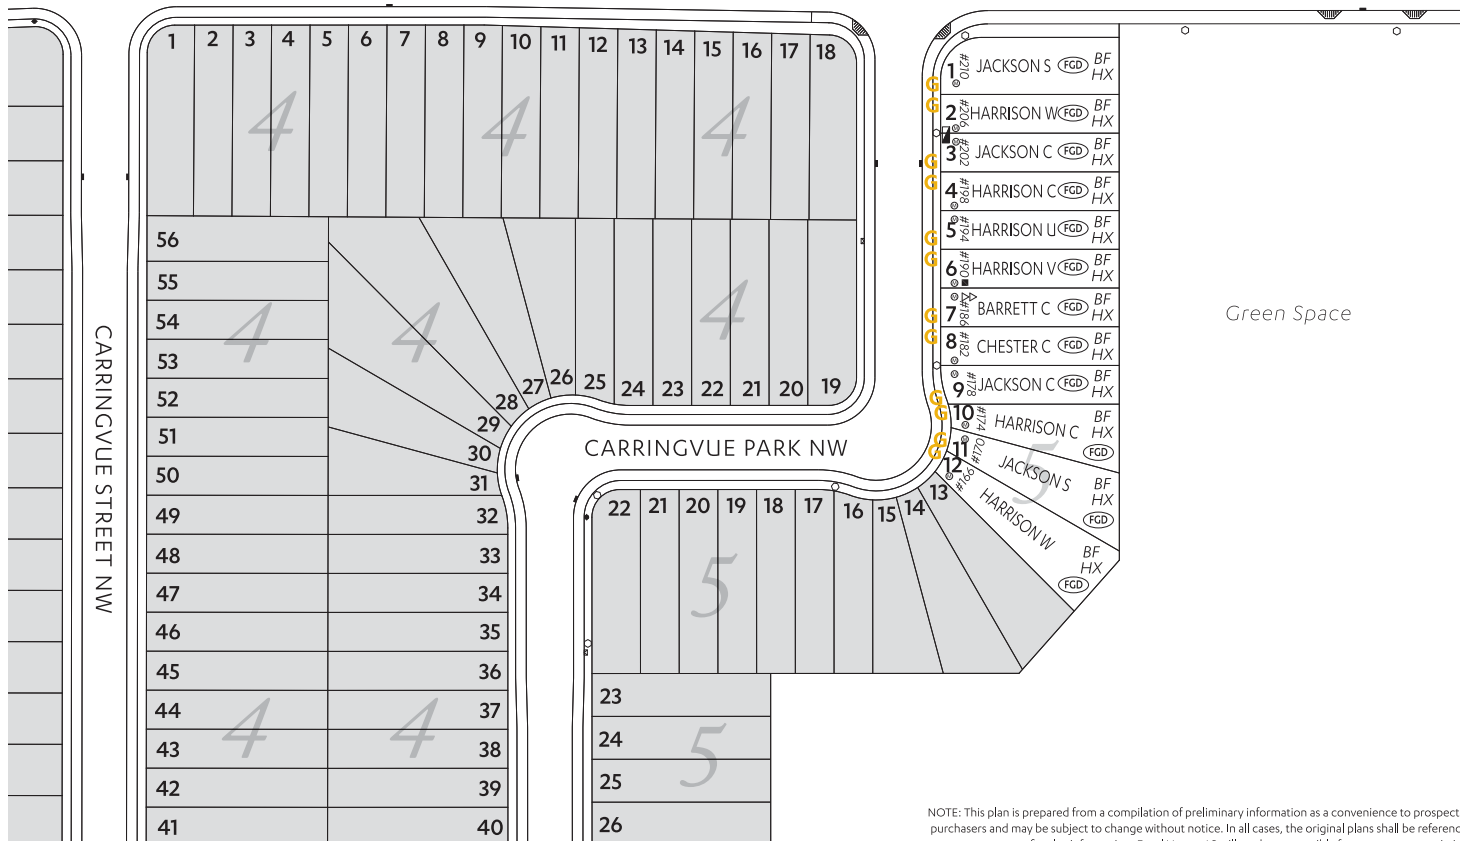 1 2 3 4 5 6 7 8 9 10 11 12 13 14 15 16 17 18
4 4 4
56
55
54
53
52
51
50
49
48
47
46
45
44
43
42
41
4 4 4
28 27 26 25 24 23 22 21 20 19
29
30
31
32
33
34
35
36
37
38
39
40
4 4
CARRINGVUE STREET NW
CARRINGVUE PARK NW
1 #210 JACKSON S FGD BF HX
G
G
2 #206 HARRISON W FGD BF HX
3 #202 JACKSON C FGD BF HX
G
G
4 #198 HARRISON C FGD BF HX
5 #194 HARRISON U FGD BF HX
G
G
6 #190 HARRISON V FGD BF HX
7 #186 BARRETT C FGD BF HX
G
G
8 #182 CHESTER C FGD BF HX
9 #178 JACKSON C FGD BF HX
G
G
10 #174 HARRISON C BF HX FGD
11 #170 JACKSON S BF HX FGD
G
G
12 #166 HARRISON W BF HX FGD
5
22 21 20 19 18 17 16 15 14 13
5
23
24
25
26
5
Green Space
NOTE: This plan is prepared from a compilation of preliminary information as a convenience to prospect
purchasers and may be subject to change without notice. In all cases, the original plans shall be referenc